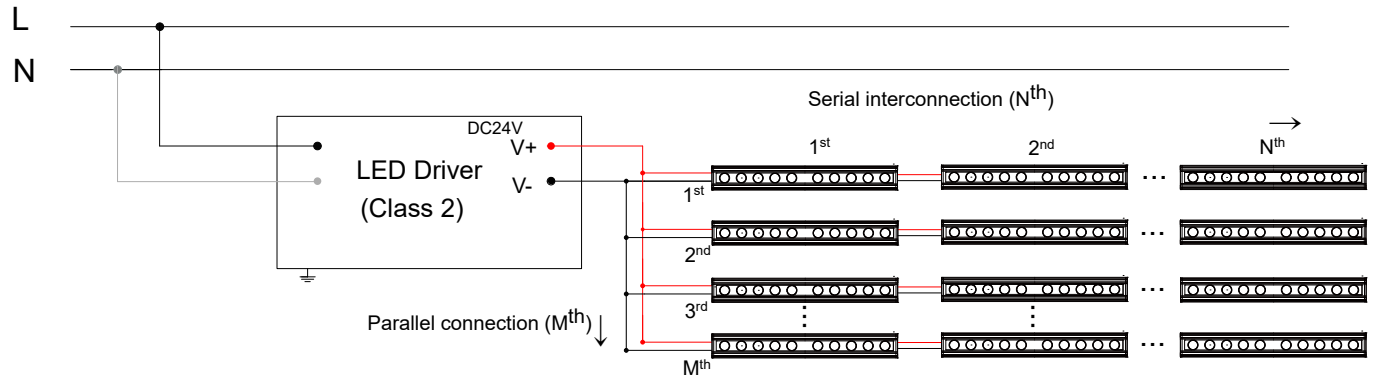 L
N
Serial interconnection (Nth)
DC24V
V+
1st
2nd
Nth
LED Driver
V-
(Class 2)
1st
2nd
3rd
Parallel connection (Mth)
Mth